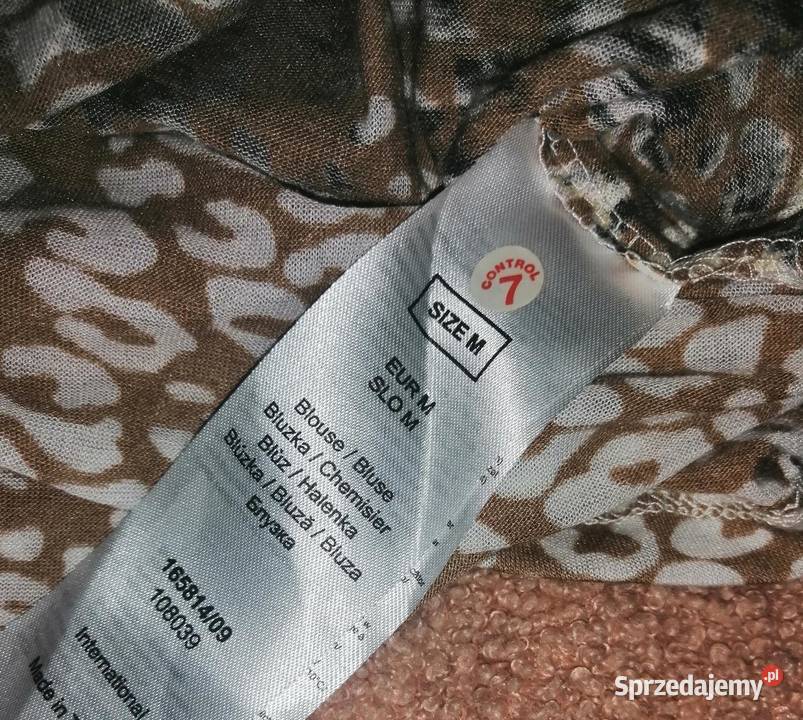 CONTROL
7
SIZE M
EUR M
SLO M
Blouse / Bluse
Bluzka / Chemisier
Blúz / Halenka
Blúzka / Bluză / Bluza
Блузка
165814/09
108039
International
Made in
Sprzedajemy.pl